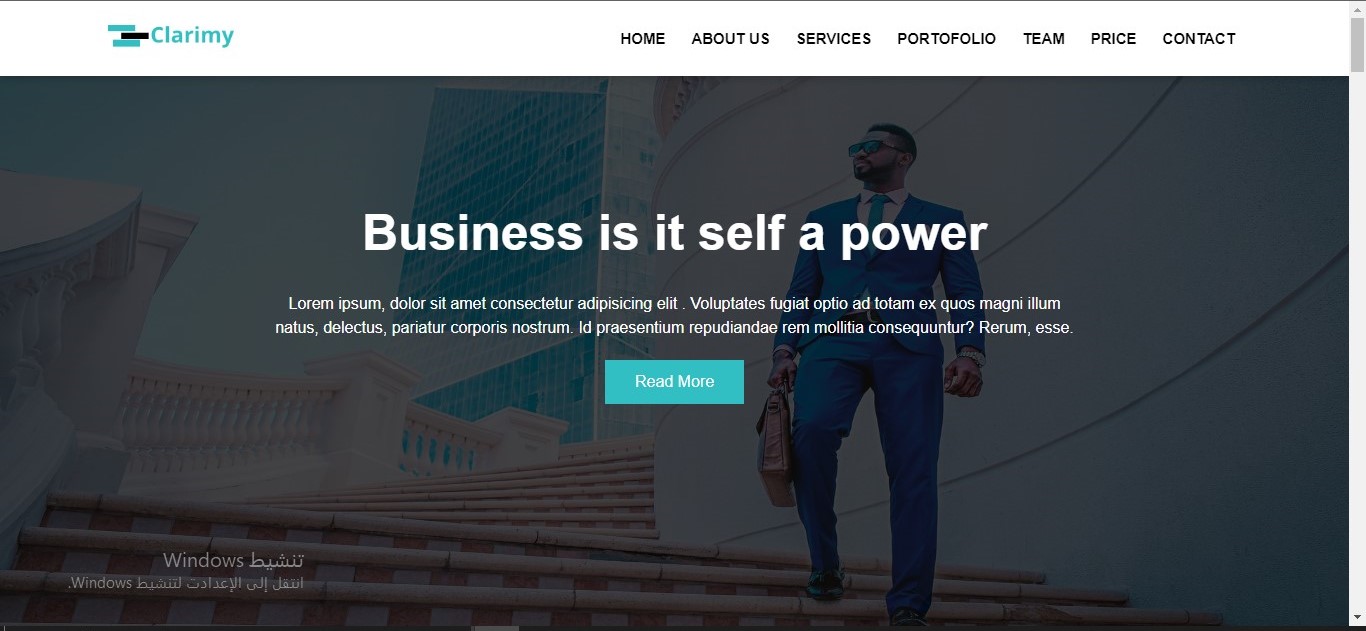 Clarimy
HOME ABOUT US SERVICES PORTOFOLIO TEAM PRICE CONTACT
Business is it self a power
Lorem ipsum, dolor sit amet consectetur adipisicing elit . Voluptates fugiat optio ad totam ex quos magni illum
natus, delectus, pariatur corporis nostrum. Id praesentium repudiandae rem mollitia consequuntur? Rerum, esse.
Read More
تنشيط Windows
انتقل إلى الإعدادت لتنشيط Windows.